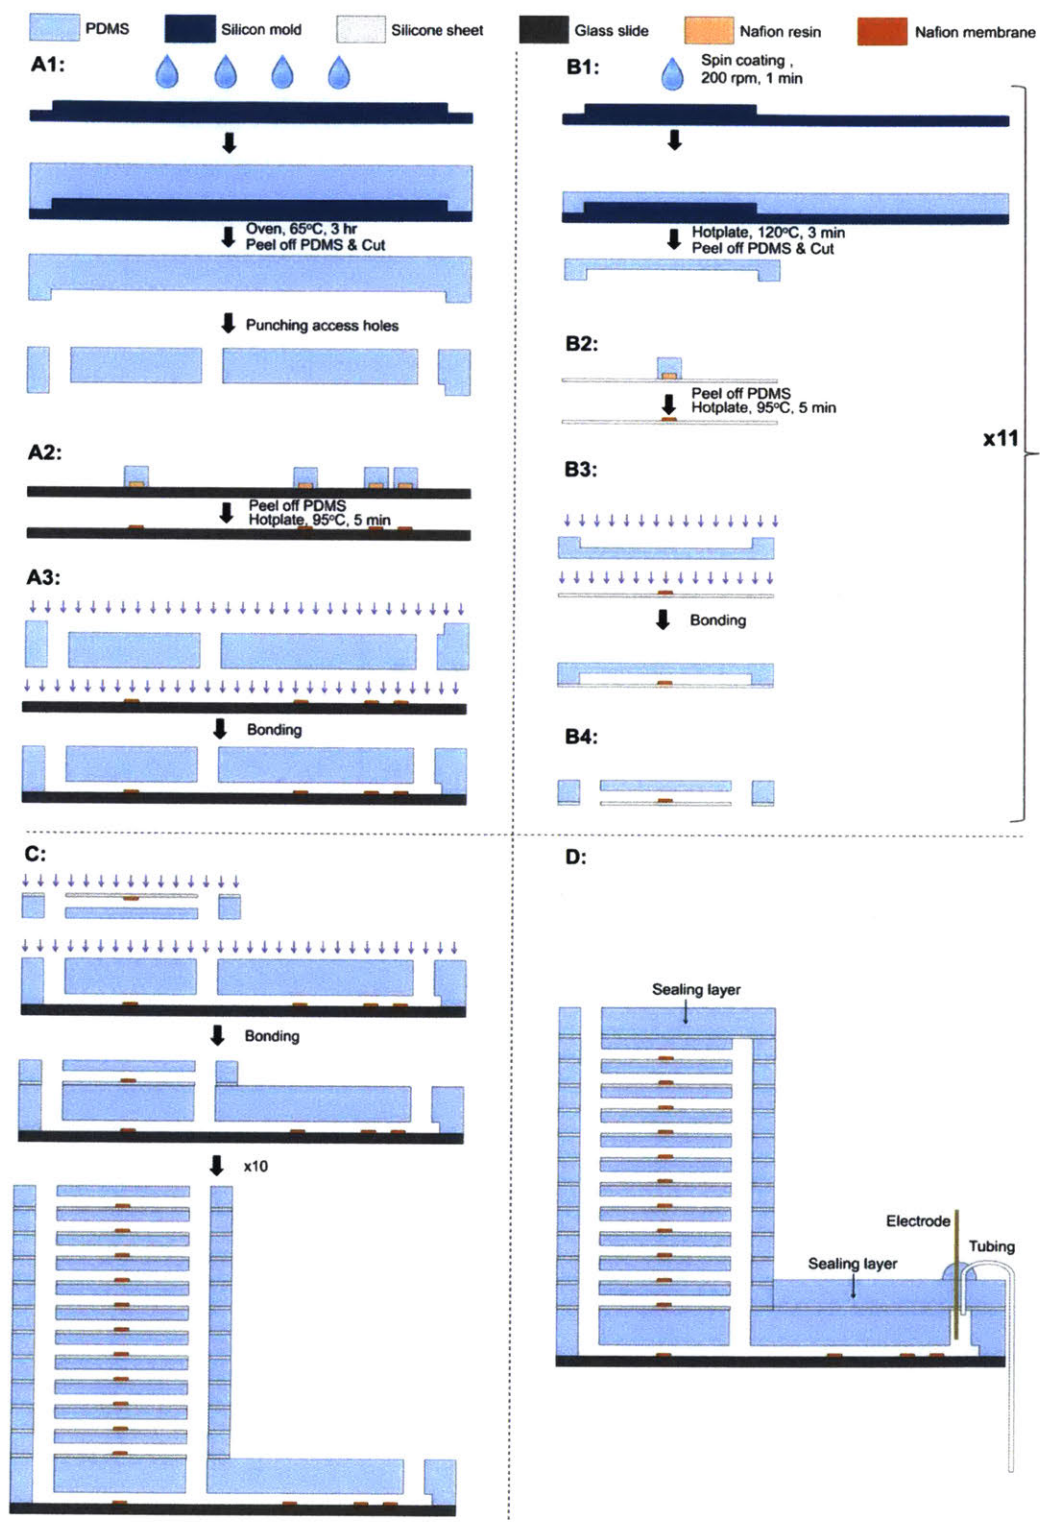 PDMS
Silicon mold
Silicone sheet
Glass slide
Nafion resin
Nafion membrane
A1:
Oven, 65°C, 3 hr
Peel off PDMS & Cut
Punching access holes
A2:
Peel off PDMS
Hotplate, 95°C, 5 min
A3:
Bonding
B1:
Spin coating ,
200 rpm, 1 min
Hotplate, 120°C, 3 min
Peel off PDMS & Cut
B2:
Peel off PDMS
Hotplate, 95°C, 5 min
B3:
Bonding
B4:
x11
C:
Bonding
x10
D:
Sealing layer
Electrode
Tubing
Sealing layer